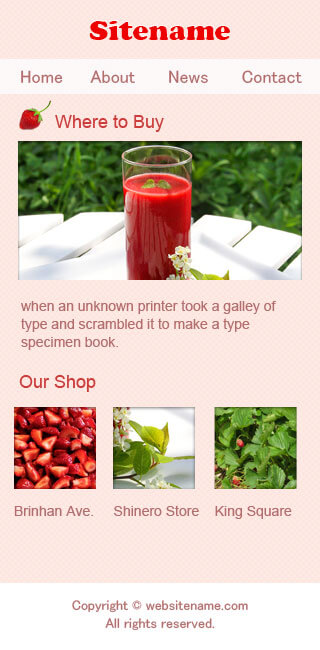 Sitename
Home About News Contact
Where to Buy
when an unknown printer took a galley of
type and scrambled it to make a type
specimen book.
Our Shop
Brinhan Ave. Shinero Store King Square
Copyright © websitename.com
All rights reserved.